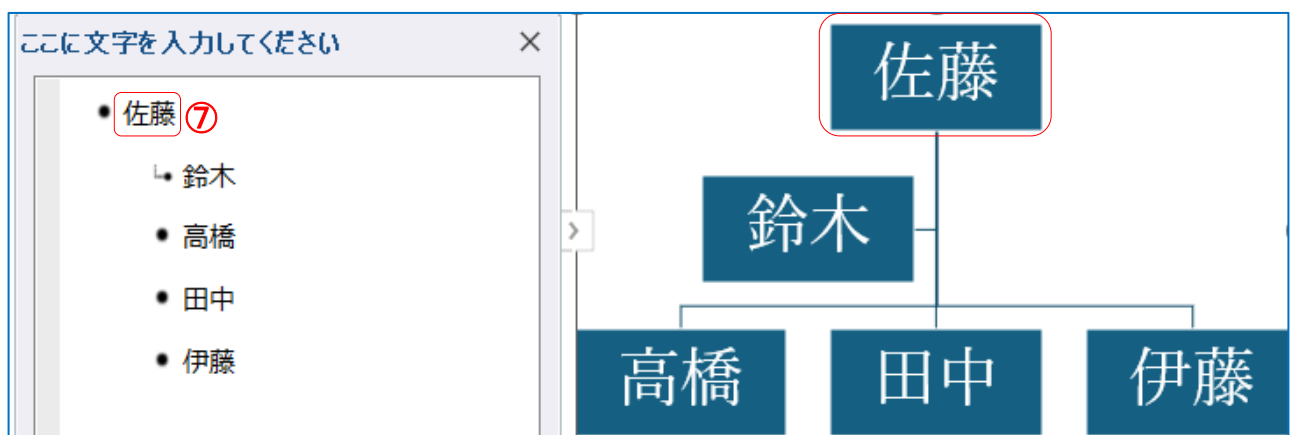 ここに文字を入力してください
佐藤 ⑦
鈴木
高橋
田中
伊藤
佐藤
鈴木
高橋 田中 伊藤